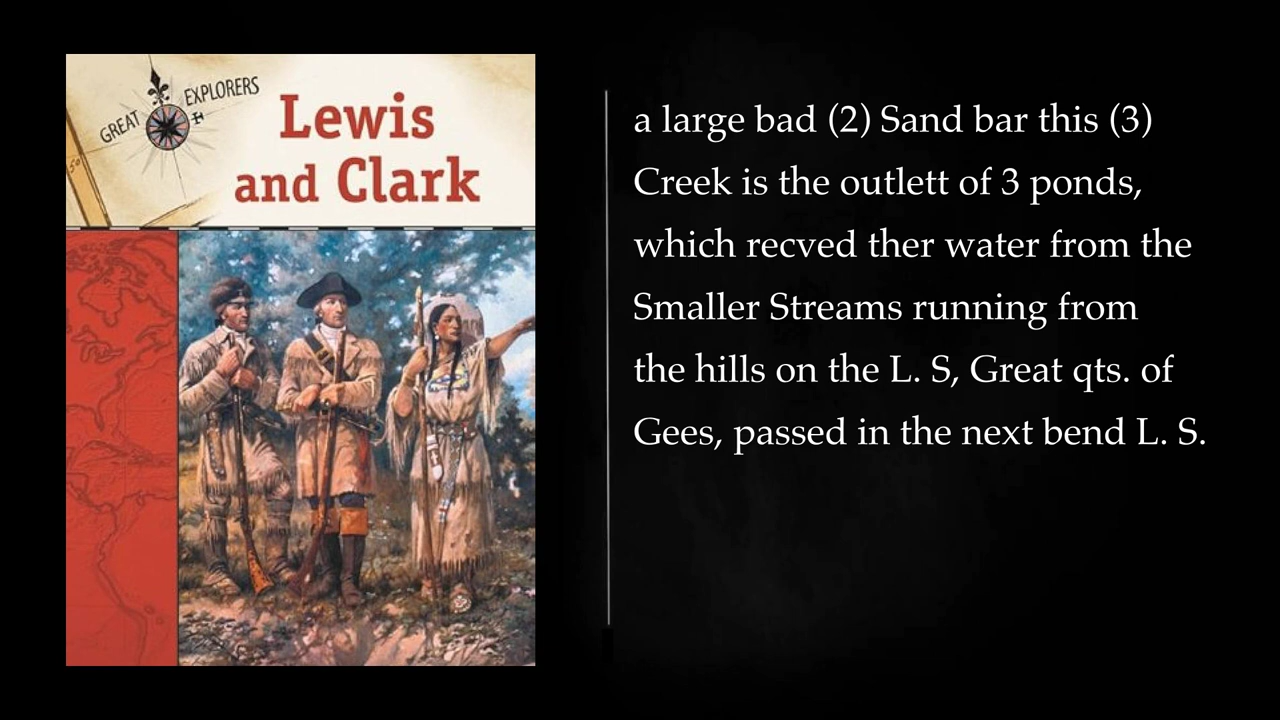 GREAT EXPLORERS
Lewis
and Clark
50
a large bad (2) Sand bar this (3)
Creek is the outlett of 3 ponds,
which recved ther water from the
Smaller Streams running from
the hills on the L. S, Great qts. of
Gees, passed in the next bend L. S.